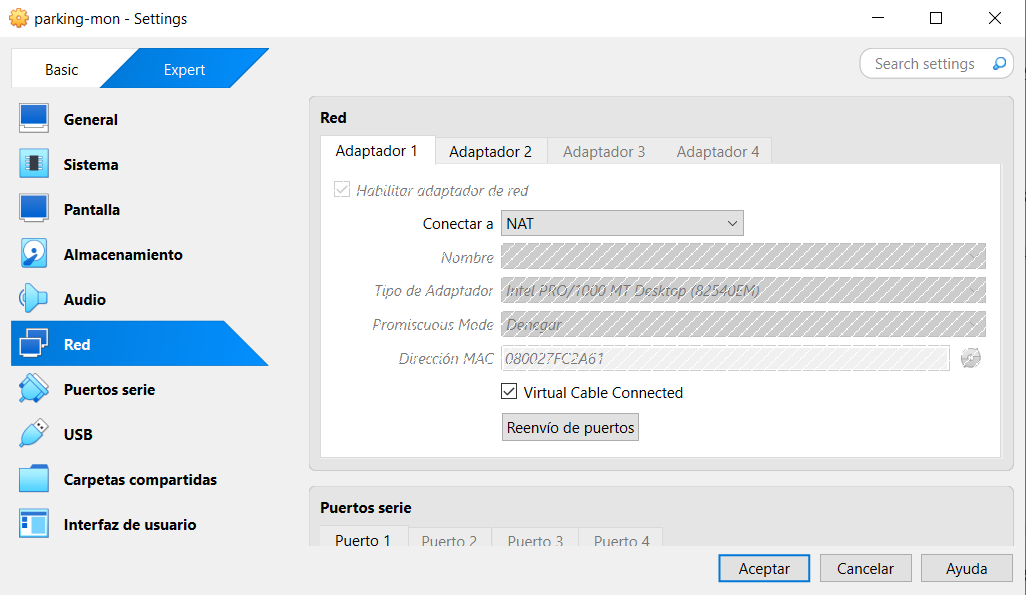 parking-mon - Settings
Basic
Expert
Search settings
General
Sistema
Pantalla
Almacenamiento
Audio
Red
Puertos serie
USB
Carpetas compartidas
Interfaz de usuario
Red
Adaptador 1
Adaptador 2
Adaptador 3
Adaptador 4
Habilitar adaptador de red
Conectar a NAT
Nombre
Tipo de Adaptador Intel PRO/1000 MT Desktop (82540EM)
Promiscuous Mode Denegar
Dirección MAC 080027FC2A61
Virtual Cable Connected
Reenvío de puertos
Puertos serie
Puerto 1
Puerto 2
Puerto 3
Puerto 4
Aceptar
Cancelar
Ayuda